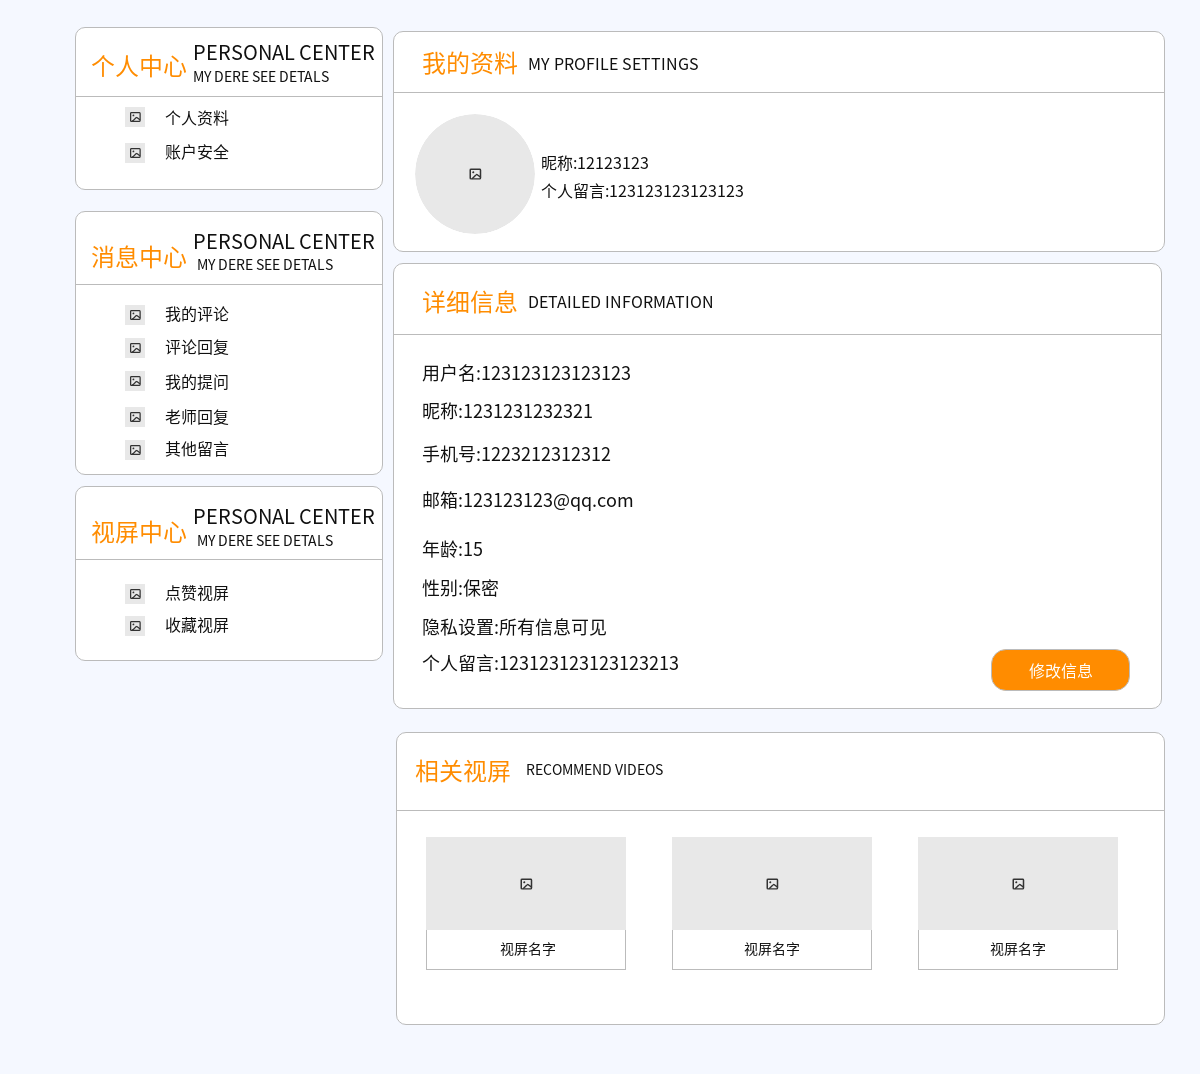 个人中心 PERSONAL CENTER
MY DERE SEE DETALS
个人资料
账户安全
消息中心 PERSONAL CENTER
MY DERE SEE DETALS
我的评论
评论回复
我的提问
老师回复
其他留言
视屏中心 PERSONAL CENTER
MY DERE SEE DETALS
点赞视屏
收藏视屏
我的资料 MY PROFILE SETTINGS
昵称:12123123
个人留言:123123123123123
详细信息 DETAILED INFORMATION
用户名:123123123123123
昵称:1231231232321
手机号:1223212312312
邮箱:123123123@qq.com
年龄:15
性别:保密
隐私设置:所有信息可见
个人留言:123123123123123213
修改信息
相关视屏 RECOMMEND VIDEOS
视屏名字 视屏名字 视屏名字